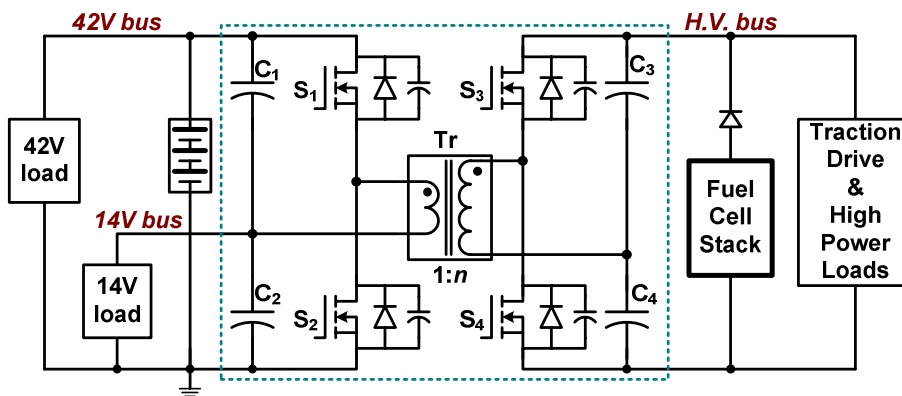 42V bus
H.V. bus
C₁
C₃
S₁
S₃
42V
load
Tr
Traction
Drive
&
High
Power
Loads
Fuel
Cell
Stack
14V bus
1:n
14V
load
C₂
C₄
S₂
S₄